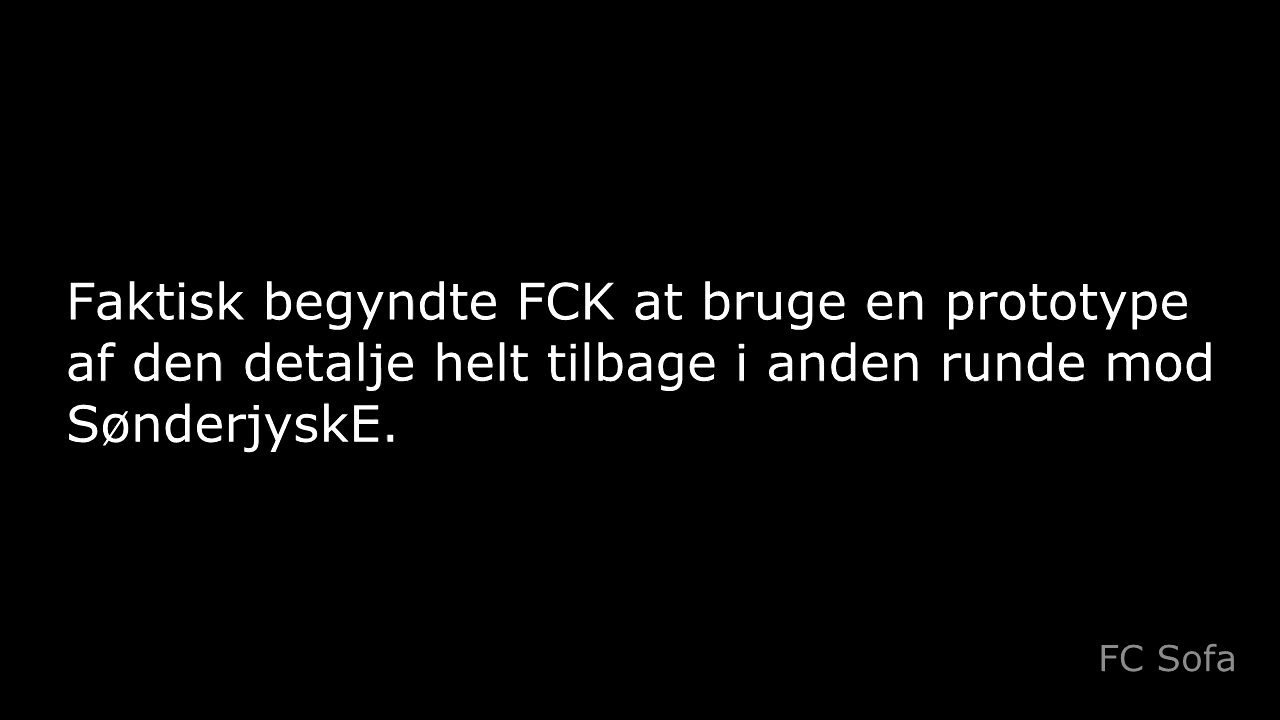 Faktisk begyndte FCK at bruge en prototype
af den detalje helt tilbage i anden runde mod
SønderjyskE.
FC Sofa